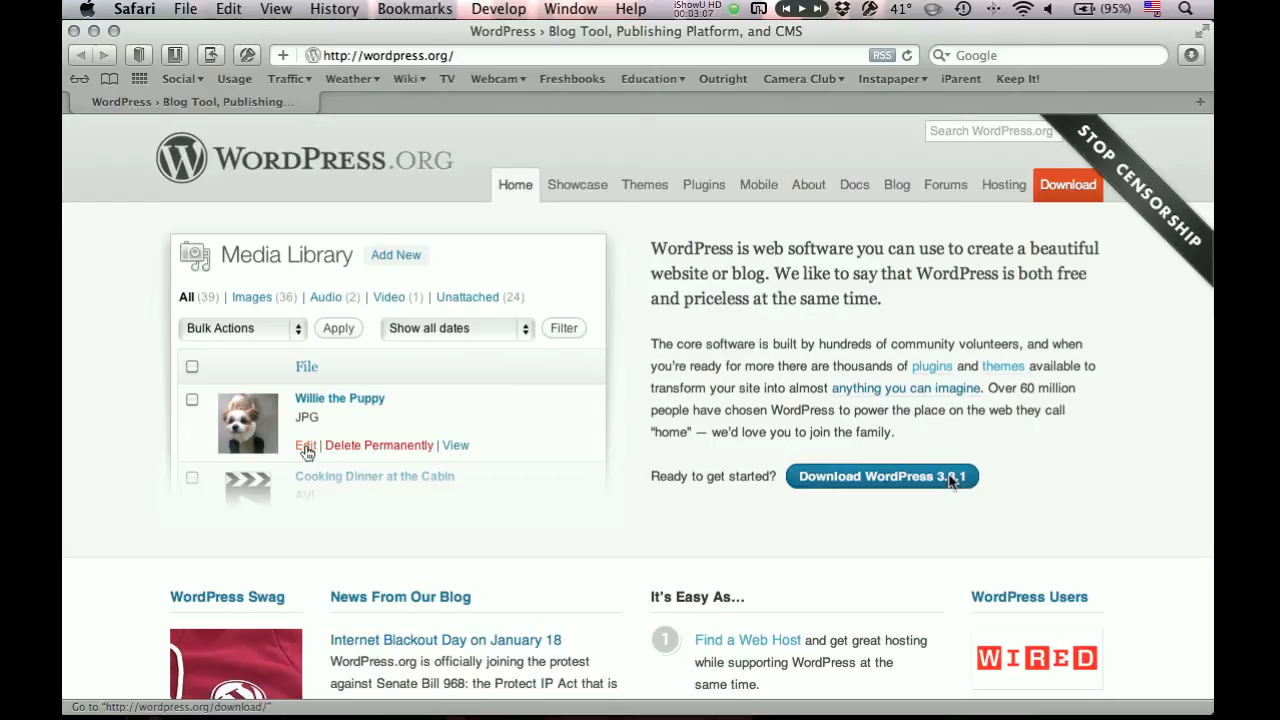 Safari File Edit View History Bookmarks Develop Window Help iShowU HD 00:03:07 41° (95%)
WordPress › Blog Tool, Publishing Platform, and CMS
http://wordpress.org/ RSS Google
Social Usage Traffic Weather Wiki TV Webcam Freshbooks Education Outright Camera Club Instapaper iParent Keep It!
WordPress › Blog Tool, Publishing...
Search WordPress.org
STOP CENSORSHIP
WORDPRESS.ORG
Home Showcase Themes Plugins Mobile About Docs Blog Forums Hosting Download
Media Library Add New
All (39) | Images (36) | Audio (2) | Video (1) | Unattached (24)
Bulk Actions Apply Show all dates Filter
File
Willie the Puppy
JPG
Edit | Delete Permanently | View
Cooking Dinner at the Cabin
AVI
WordPress is web software you can use to create a beautiful
website or blog. We like to say that WordPress is both free
and priceless at the same time.
The core software is built by hundreds of community volunteers, and when
you're ready for more there are thousands of plugins and themes available to
transform your site into almost anything you can imagine. Over 60 million
people have chosen WordPress to power the place on the web they call
“home” — we'd love you to join the family.
Ready to get started? Download WordPress
WordPress Swag
News From Our Blog
Internet Blackout Day on January 18
WordPress.org is officially joining the protest
against Senate Bill 968: the Protect IP Act that is
It's Easy As…
1 Find a Web Host and get great hosting
while supporting WordPress at the
same time.
WordPress Users
WIRED
Go to "http://wordpress.org/download/"